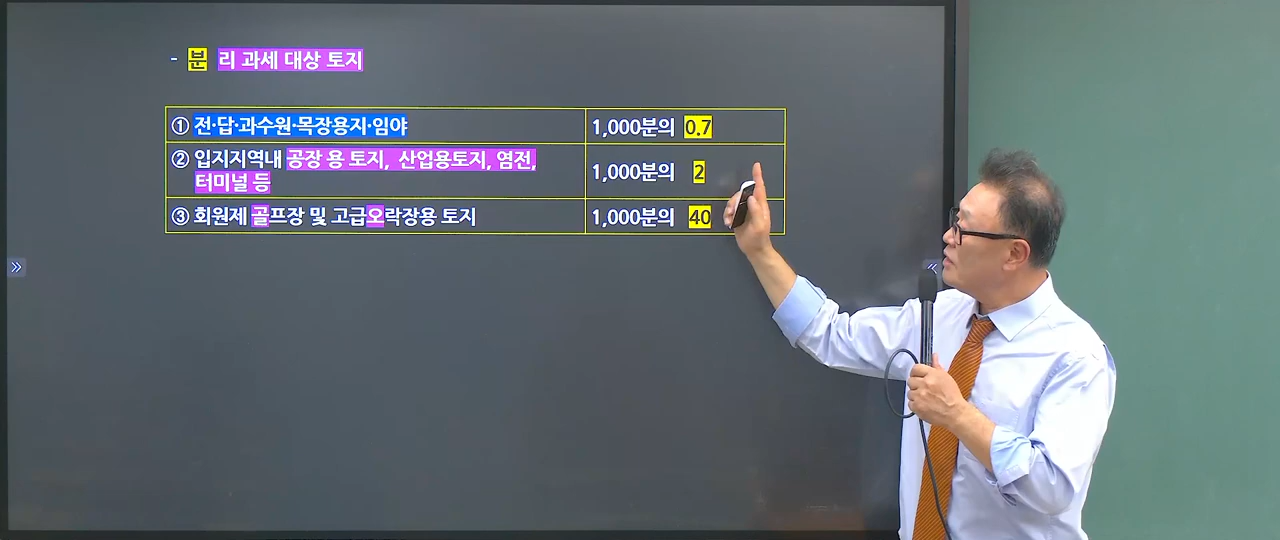 - 분 리 과세 대상 토지
① 전·답·과수원·목장용지·임야 1,000분의 0.7
② 입지지역내 공장 용 토지, 산업용토지, 염전, 1,000분의 2
터미널 등
③ 회원제 골프장 및 고급오락장용 토지 1,000분의 40